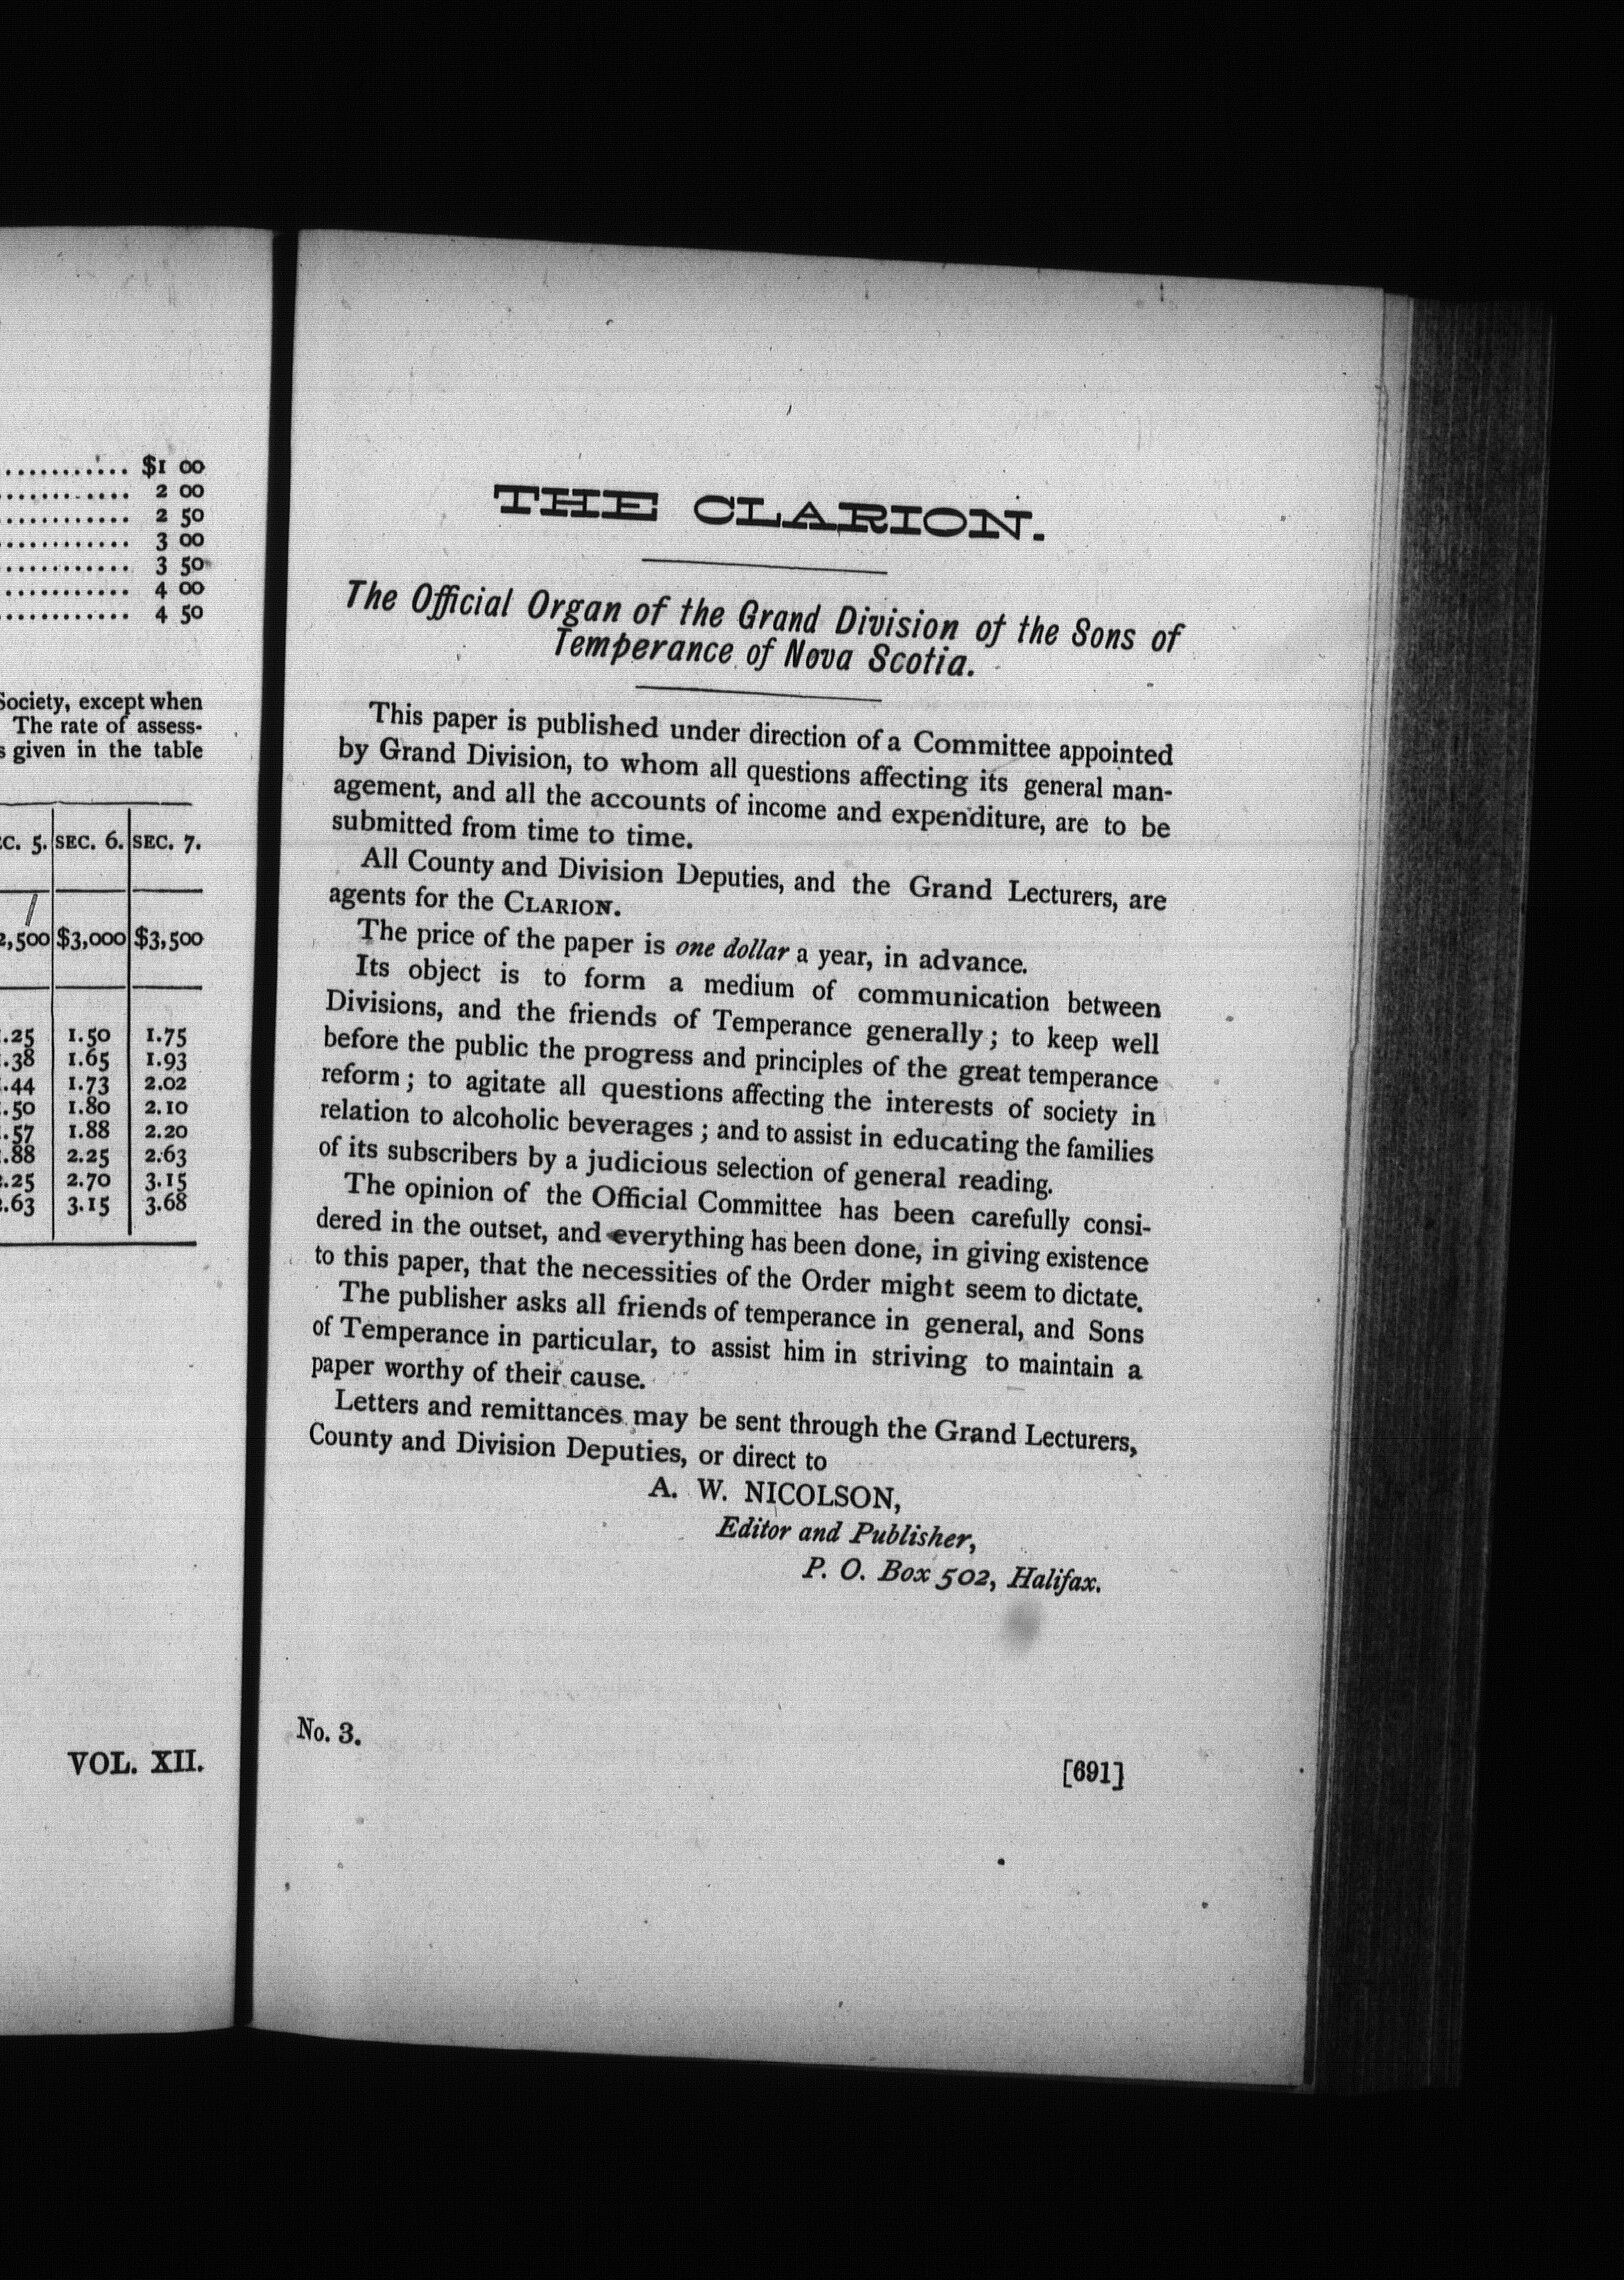 $1 00
2 00
2 50
3 00
3 50
4 00
4 50
Society, except when
The rate of assess-
given in the table
5. SEC. 6. SEC. 7.
2,500 $3,000 $3,500
.25 1.50 1.75
.38 1.65 1.93
.44 1.73 2.02
.50 1.80 2.10
.57 1.88 2.20
.88 2.25 2.63
.25 2.70 3.15
.63 3.15 3.68
VOL. XII.
THE CLARION.
The Official Organ of the Grand Division of the Sons of
Temperance of Nova Scotia.
This paper is published under direction of a Committee appointed
by Grand Division, to whom all questions affecting its general man-
agement, and all the accounts of income and expenditure, are to be
submitted from time to time.
All County and Division Deputies, and the Grand Lecturers, are
agents for the CLARION.
The price of the paper is one dollar a year, in advance.
Its object is to form a medium of communication between
Divisions, and the friends of Temperance generally; to keep well
before the public the progress and principles of the great temperance
reform; to agitate all questions affecting the interests of society in
relation to alcoholic beverages; and to assist in educating the families
of its subscribers by a judicious selection of general reading.
The opinion of the Official Committee has been carefully consi-
dered in the outset, and everything has been done, in giving existence
to this paper, that the necessities of the Order might seem to dictate.
The publisher asks all friends of temperance in general, and Sons
of Temperance in particular, to assist him in striving to maintain a
paper worthy of their cause.
Letters and remittances may be sent through the Grand Lecturers,
County and Division Deputies, or direct to
A. W. NICOLSON,
Editor and Publisher,
P. O. Box 502, Halifax.
No. 3.
[691]